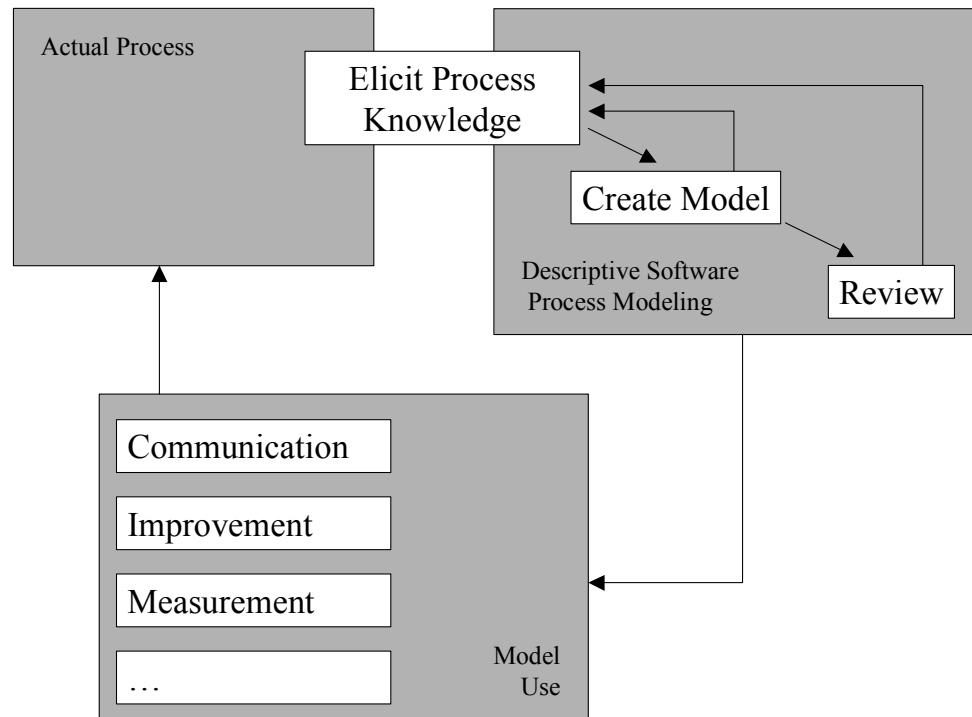 Actual Process
Elicit Process
Knowledge
Create Model
Descriptive Software
Process Modeling
Review
Communication
Improvement
Measurement
…
Model
Use